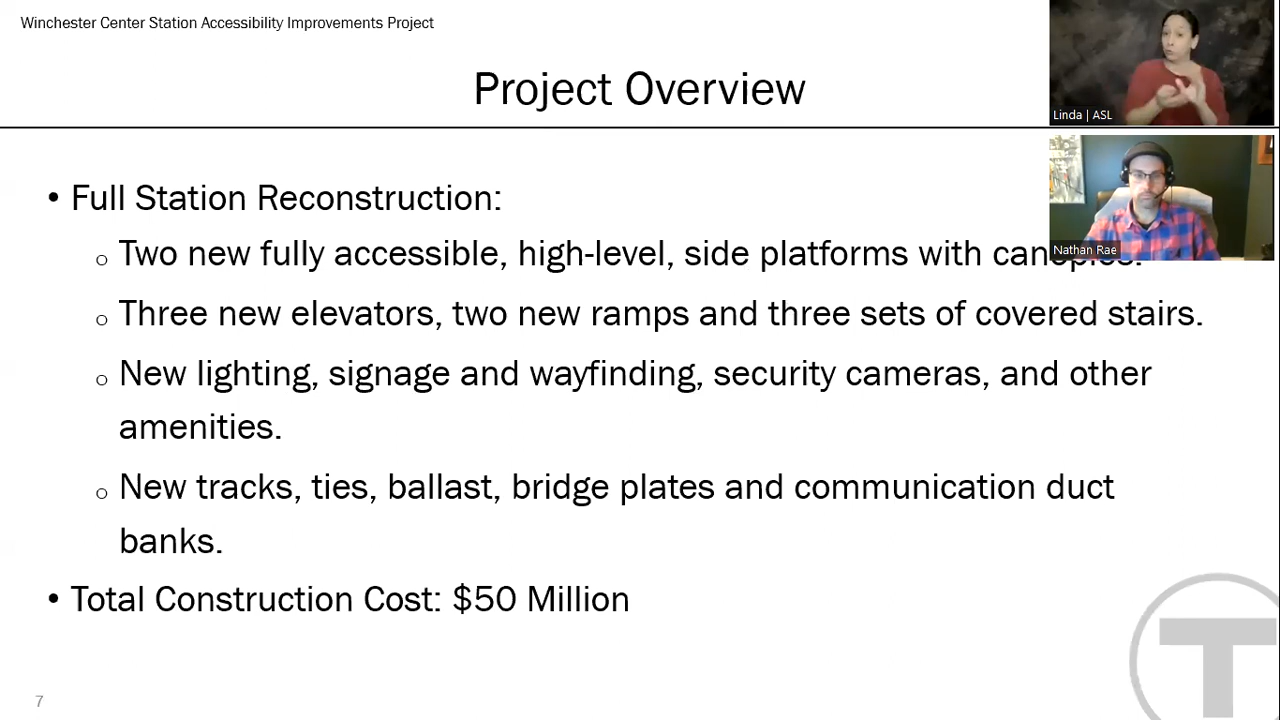 Winchester Center Station Accessibility Improvements Project
Project Overview
Linda | ASL
Nathan Rae
• Full Station Reconstruction:
o Two new fully accessible, high-level, side platforms with canopies.
o Three new elevators, two new ramps and three sets of covered stairs.
o New lighting, signage and wayfinding, security cameras, and other
amenities.
o New tracks, ties, ballast, bridge plates and communication duct
banks.
• Total Construction Cost: $50 Million
T
7